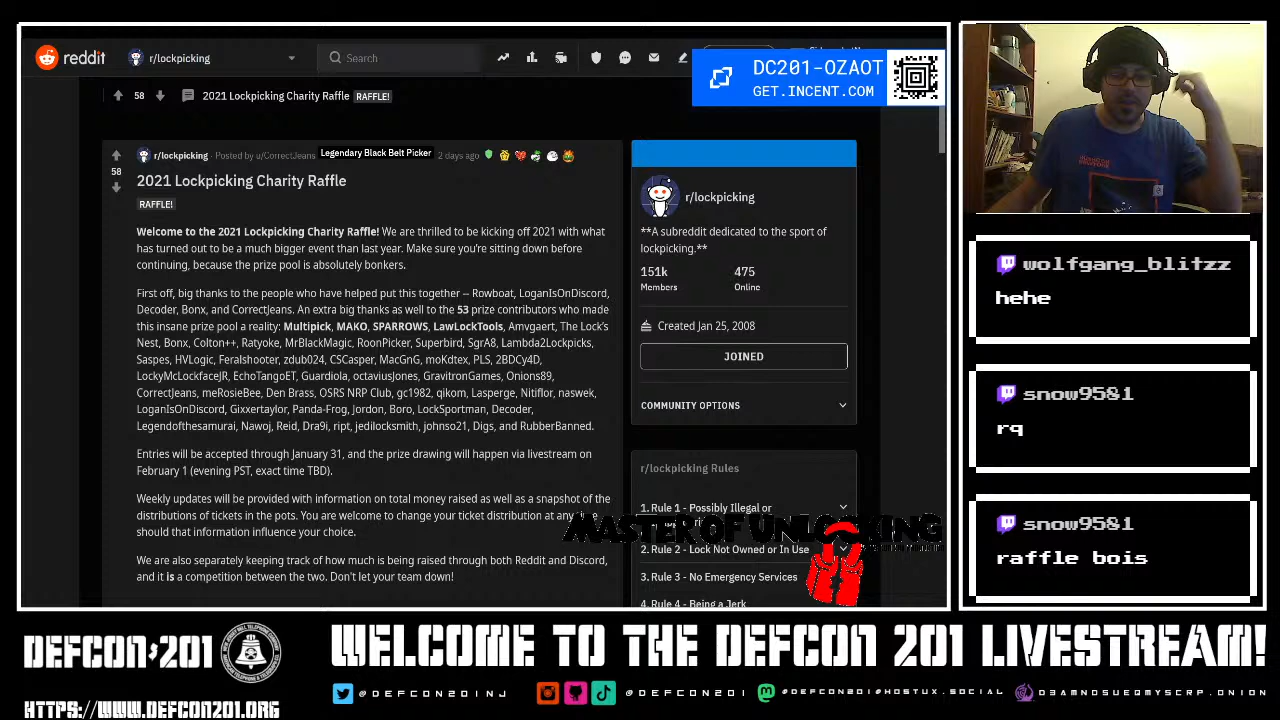 reddit
r/lockpicking
Search
DC201-OZAOT
GET.INCENT.COM
58
2021 Lockpicking Charity Raffle RAFFLE!
r/lockpicking · Posted by u/CorrectJeans Legendary Black Belt Picker 2 days ago
58
2021 Lockpicking Charity Raffle
RAFFLE!
Welcome to the 2021 Lockpicking Charity Raffle! We are thrilled to be kicking off 2021 with what
has turned out to be a much bigger event than last year. Make sure you're sitting down before
continuing, because the prize pool is absolutely bonkers.
First off, big thanks to the people who have helped put this together -- Rowboat, LoganIsOnDiscord,
Decoder, Bonx, and CorrectJeans. An extra big thanks as well to the 53 prize contributors who made
this insane prize pool a reality: Multipick, MAKO, SPARROWS, LawLockTools, Amvgaert, The Lock's
Nest, Bonx, Colton++, Ratyoke, MrBlackMagic, RoonPicker, Superbird, SgrA8, Lambda2Lockpicks,
Saspes, HVLogic, Feralshooter, zdub024, CSCasper, MacGnG, moKdtex, PLS, 2BDCy4D,
LockyMcLockfaceJR, EchoTangoET, Guardiola, octaviusJones, GravitronGames, Onions89,
CorrectJeans, meRosieBee, Den Brass, OSRS NRP Club, gc1982, qikom, Lasperge, Nitiflor, naswek,
LoganIsOnDiscord, Gixxertaylor, Panda-Frog, Jordon, Boro, LockSportman, Decoder,
Legendofthesamurai, Nawoj, Reid, Dra9i, ript, jedilocksmith, johnso21, Digs, and RubberBanned.
Entries will be accepted through January 31, and the prize drawing will happen via livestream on
February 1 (evening PST, exact time TBD).
Weekly updates will be provided with information on total money raised as well as a snapshot of the
distributions of tickets in the pots. You are welcome to change your ticket distribution at any
should that information influence your choice.
We are also separately keeping track of how much is being raised through both Reddit and Discord,
and it is a competition between the two. Don't let your team down!
r/lockpicking
**A subreddit dedicated to the sport of
lockpicking.**
151k
Members
475
Online
Created Jan 25, 2008
JOINED
COMMUNITY OPTIONS
r/lockpicking Rules
1. Rule 1 - Possibly Illegal or
MASTER OF UNLOCKING
2. Rule 2 - Lock Not Owned or In Use
3. Rule 3 - No Emergency Services
4. Rule 4 - Being a Jerk
wolfgang_blitzz
hehe
snow9581
rq
snow9581
raffle bois
DEFCON 201
HTTPS://WWW.DEFCON201.ORG
WELCOME TO THE DEFCON 201 LIVESTREAM!
@DEFCON201NJ
@DEFCON201
@DEFCON201@HOSTUX.SOCIAL
D3AMNDSUEQMYSCRP.ONION